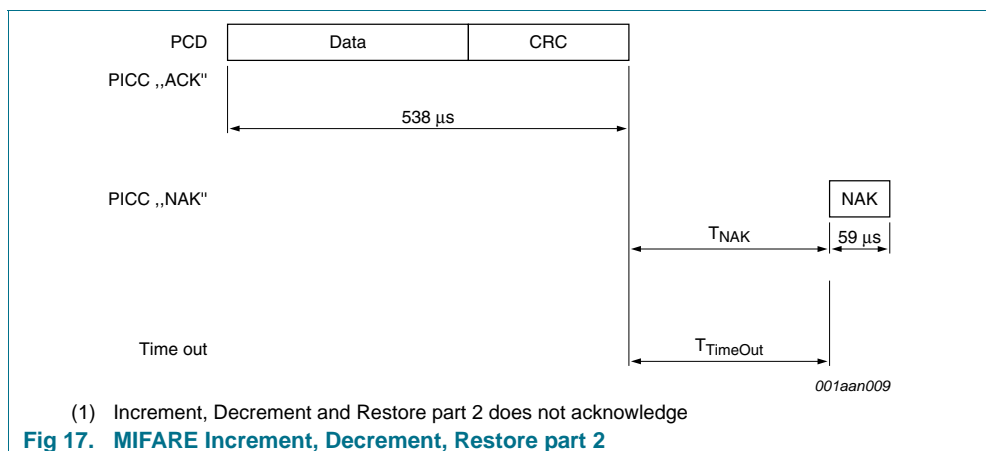 PCD Data CRC
PICC ,,ACK"
538 μs
PICC ,,NAK" NAK
TNAK 59 μs
Time out TTimeOut
001aan009
(1) Increment, Decrement and Restore part 2 does not acknowledge
Fig 17. MIFARE Increment, Decrement, Restore part 2